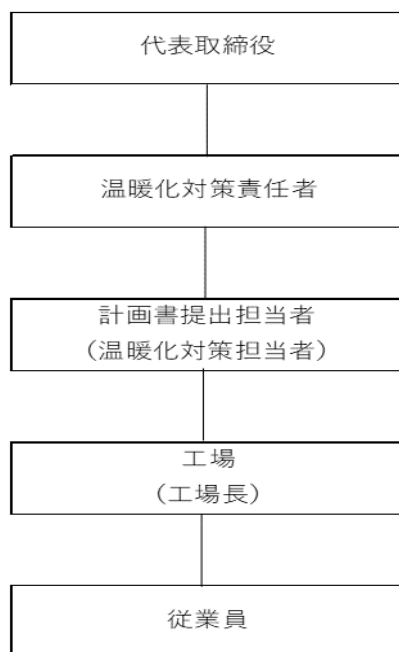 代表取締役
温暖化対策責任者
計画書提出担当者
（温暖化対策担当者）
工場
（工場長）
従業員